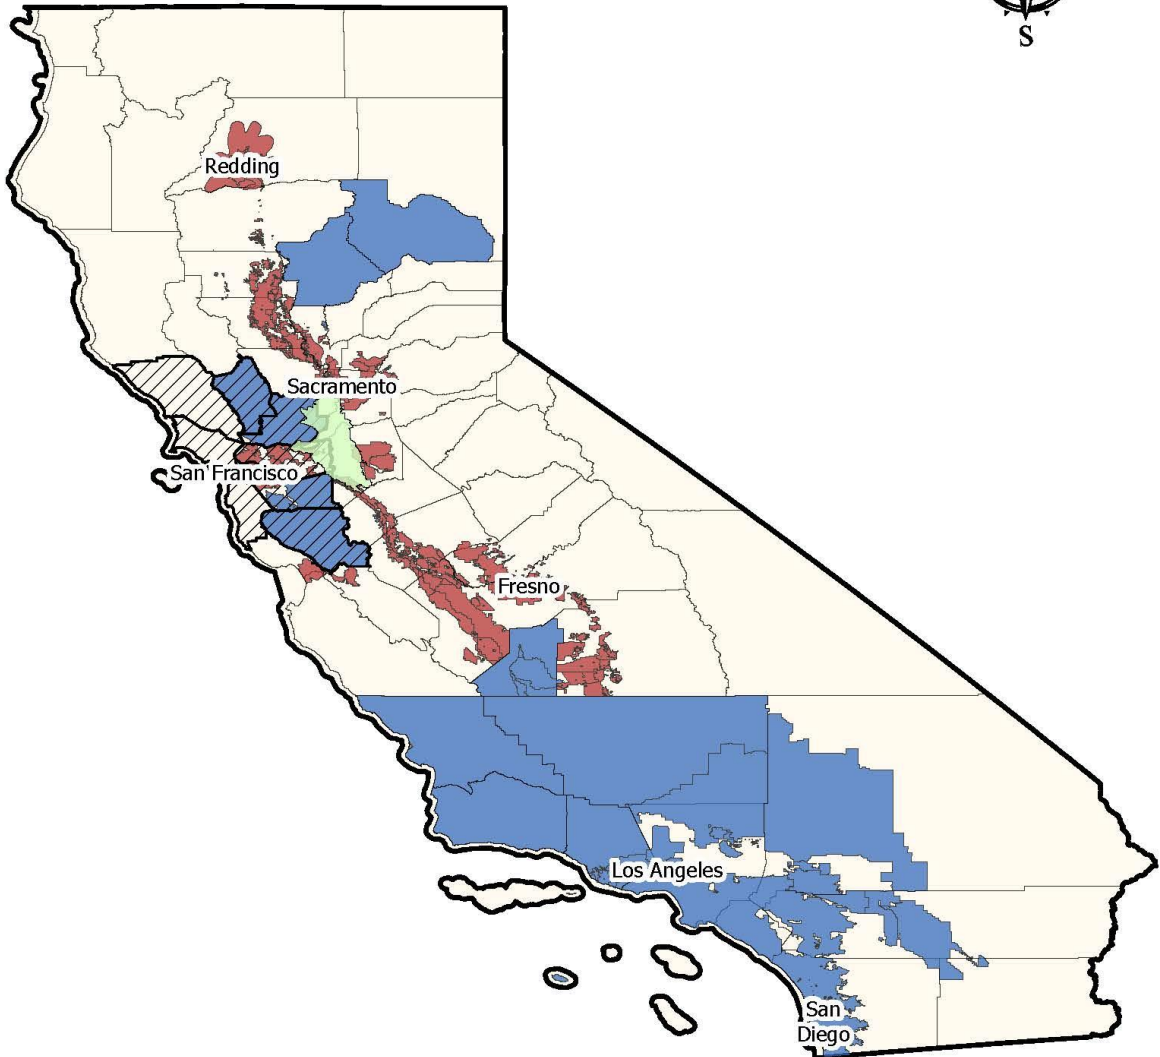 S
Redding
Sacramento
San Francisco
Fresno
Los Angeles
San
Diego